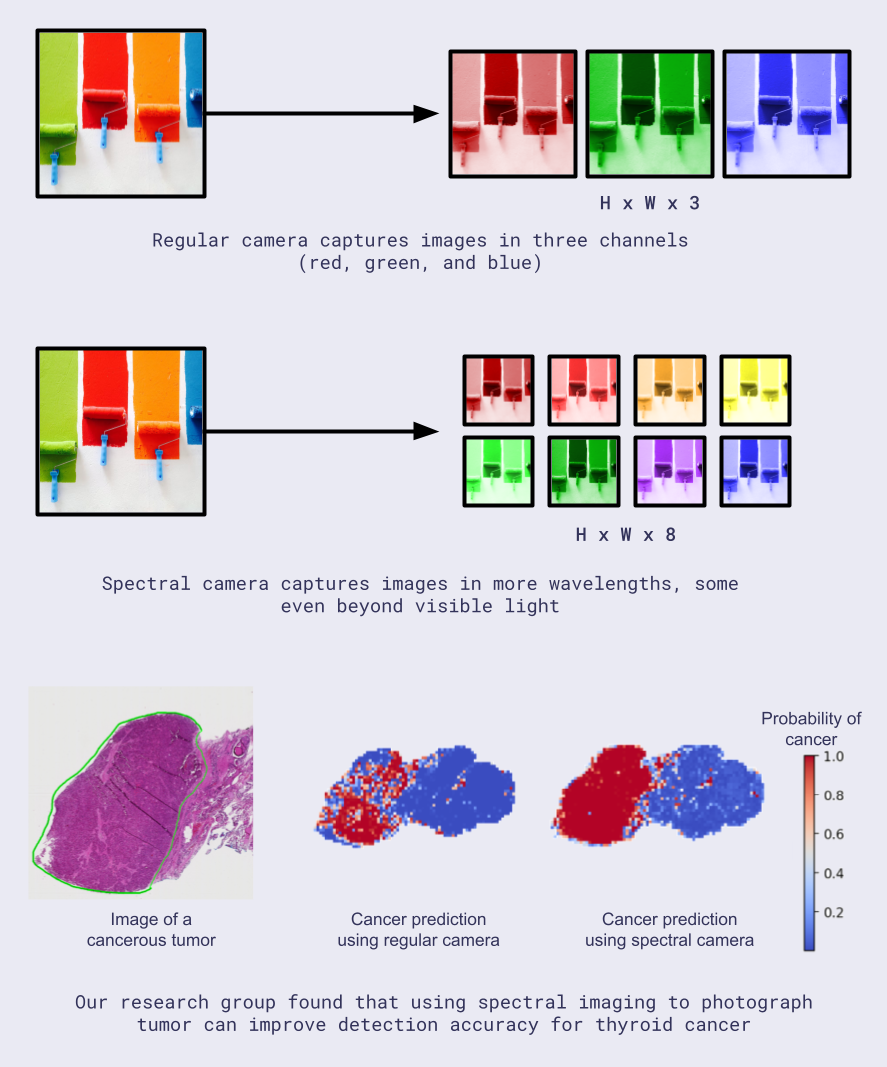 H x W x 3
Regular camera captures images in three channels
(red, green, and blue)
H x W x 8
Spectral camera captures images in more wavelengths, some
even beyond visible light
Probability of
cancer
1.0
0.8
0.6
0.4
0.2
Image of a
cancerous tumor
Cancer prediction
using regular camera
Cancer prediction
using spectral camera
Our research group found that using spectral imaging to photograph
tumor can improve detection accuracy for thyroid cancer